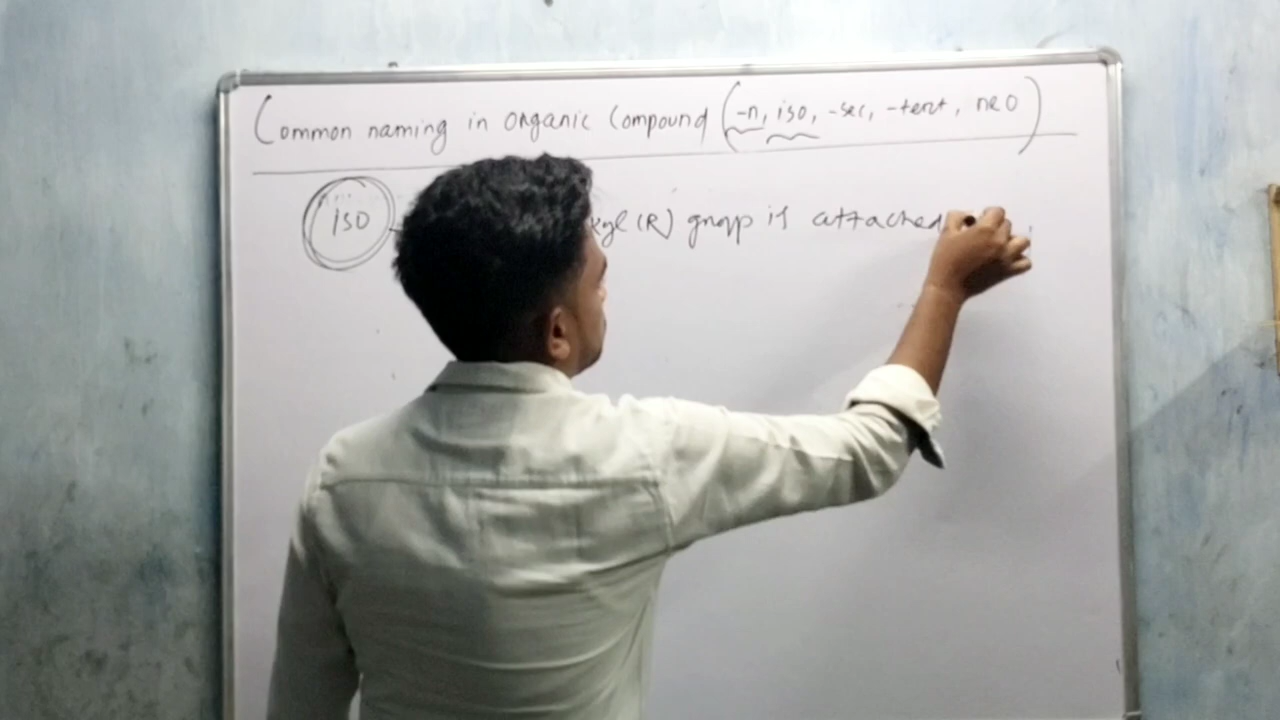 Common naming in organic compound (-n, iso, -sec, -tert, neo)
iso kyl (R) group is attached